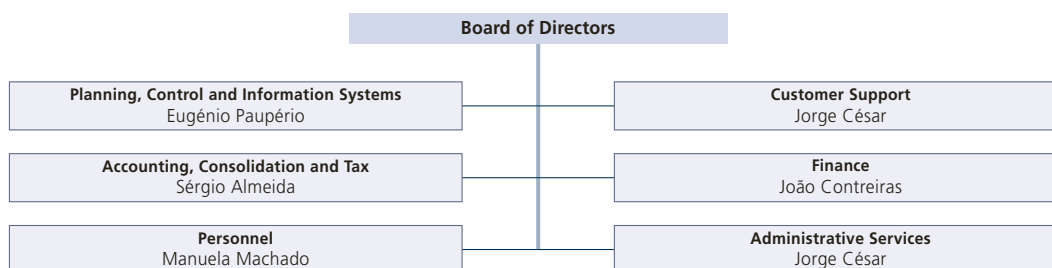 Board of Directors
Planning, Control and Information Systems
Eugénio Paupério
Customer Support
Jorge César
Accounting, Consolidation and Tax
Sérgio Almeida
Finance
João Contreiras
Personnel
Manuela Machado
Administrative Services
Jorge César